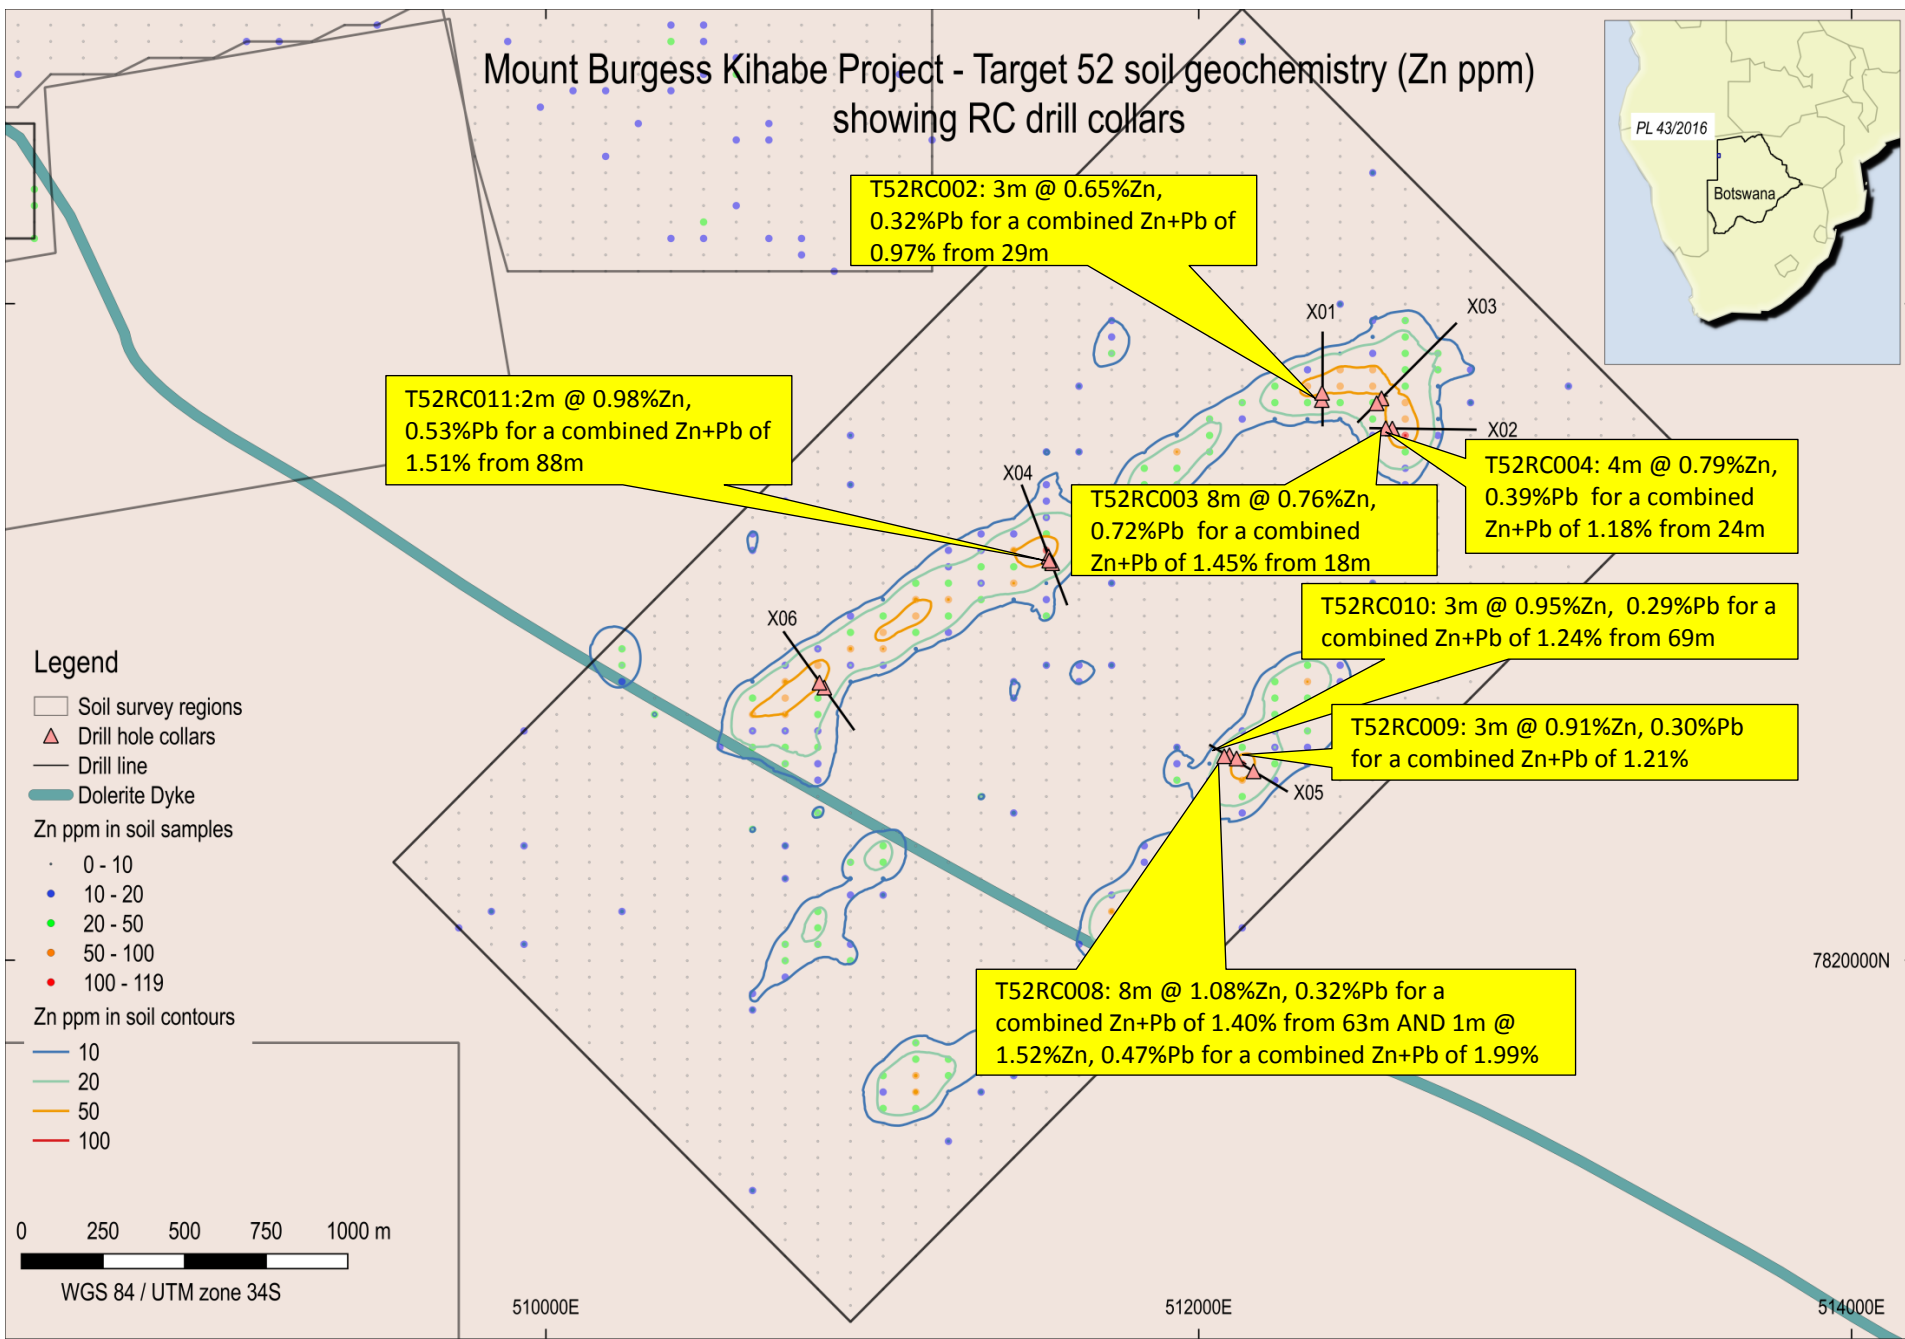 Mount Burgess Kihabe Project - Target 52 soil geochemistry (Zn ppm)
showing RC drill collars
PL 43/2016
Botswana
T52RC002: 3m @ 0.65%Zn,
0.32%Pb for a combined Zn+Pb of
0.97% from 29m
X01
X03
X02
T52RC011:2m @ 0.98%Zn,
0.53%Pb for a combined Zn+Pb of
1.51% from 88m
X04
T52RC003 8m @ 0.76%Zn,
0.72%Pb for a combined
Zn+Pb of 1.45% from 18m
T52RC004: 4m @ 0.79%Zn,
0.39%Pb for a combined
Zn+Pb of 1.18% from 24m
X06
T52RC010: 3m @ 0.95%Zn, 0.29%Pb for a
combined Zn+Pb of 1.24% from 69m
T52RC009: 3m @ 0.91%Zn, 0.30%Pb
for a combined Zn+Pb of 1.21%
X05
T52RC008: 8m @ 1.08%Zn, 0.32%Pb for a
combined Zn+Pb of 1.40% from 63m AND 1m @
1.52%Zn, 0.47%Pb for a combined Zn+Pb of 1.99%
Legend
Soil survey regions
Drill hole collars
Drill line
Dolerite Dyke
Zn ppm in soil samples
0 - 10
10 - 20
20 - 50
50 - 100
100 - 119
Zn ppm in soil contours
10
20
50
100
0 250 500 750 1000 m
WGS 84 / UTM zone 34S
7820000N
510000E
512000E
514000E